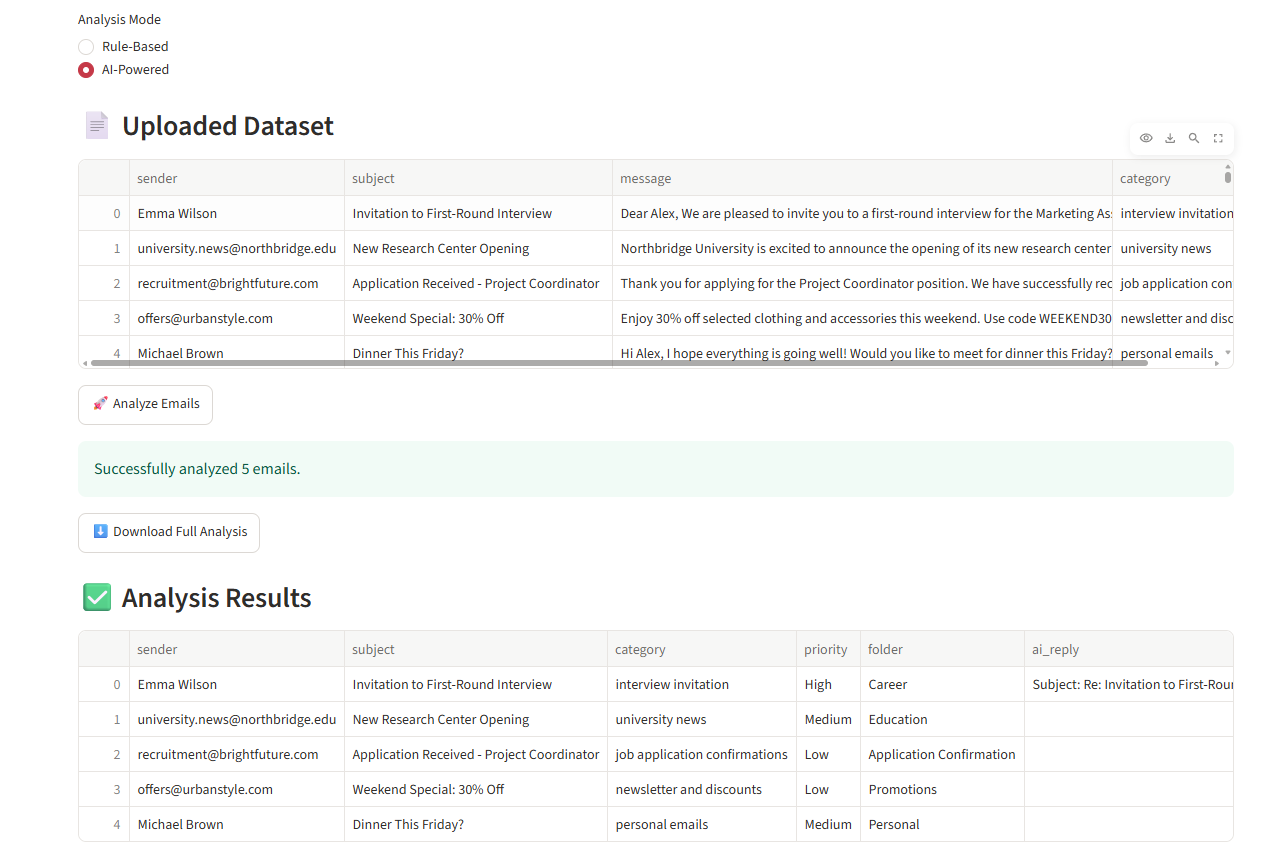 Analysis Mode
Rule-Based
AI-Powered
Uploaded Dataset
sender subject message category
0 Emma Wilson Invitation to First-Round Interview Dear Alex, We are pleased to invite you to a first-round interview for the Marketing As interview invitation
1 university.news@northbridge.edu New Research Center Opening Northbridge University is excited to announce the opening of its new research center university news
2 recruitment@brightfuture.com Application Received - Project Coordinator Thank you for applying for the Project Coordinator position. We have successfully rec job application con
3 offers@urbanstyle.com Weekend Special: 30% Off Enjoy 30% off selected clothing and accessories this weekend. Use code WEEKEND30 newsletter and disc
4 Michael Brown Dinner This Friday? Hi Alex, I hope everything is going well! Would you like to meet for dinner this Friday? personal emails
Analyze Emails
Successfully analyzed 5 emails.
Download Full Analysis
Analysis Results
sender subject category priority folder ai_reply
0 Emma Wilson Invitation to First-Round Interview interview invitation High Career Subject: Re: Invitation to First-Rou
1 university.news@northbridge.edu New Research Center Opening university news Medium Education
2 recruitment@brightfuture.com Application Received - Project Coordinator job application confirmations Low Application Confirmation
3 offers@urbanstyle.com Weekend Special: 30% Off newsletter and discounts Low Promotions
4 Michael Brown Dinner This Friday? personal emails Medium Personal